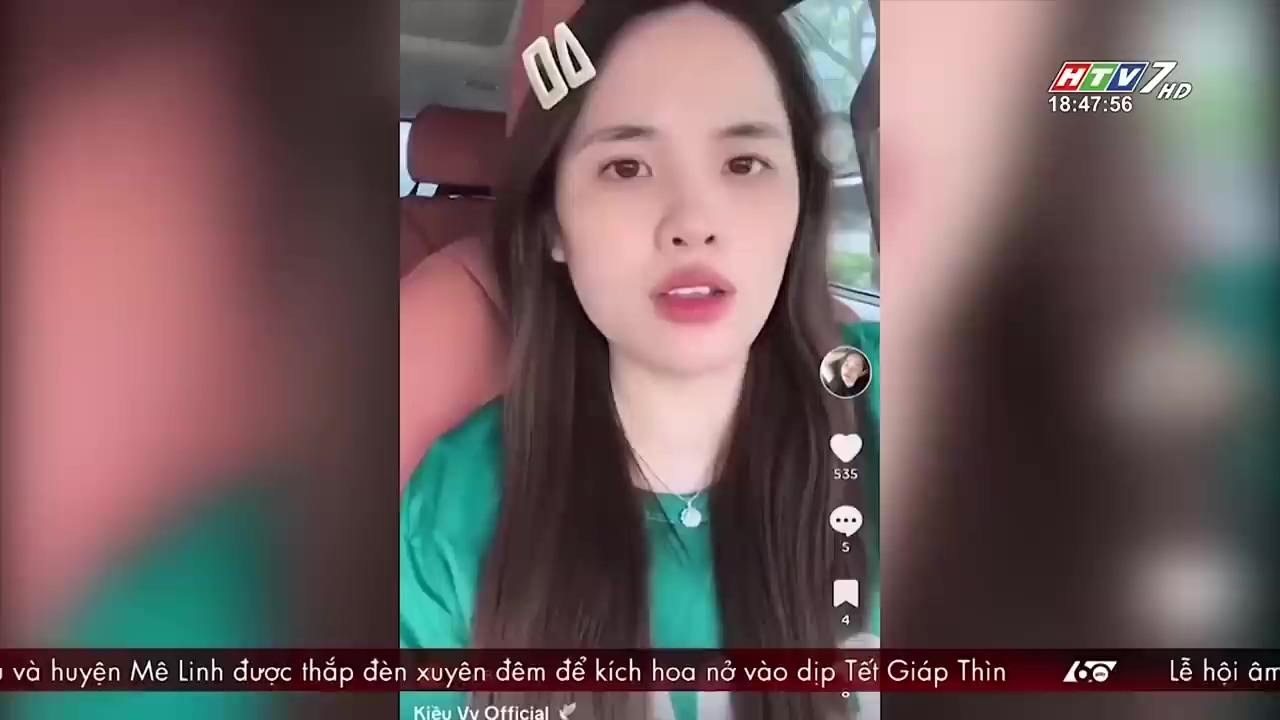 HTV7 HD
18:47:56
535
5
4
và huyện Mê Linh được thắp đèn xuyên đêm để kích hoa nở vào dịp Tết Giáp Thìn
Lễ hội
Kiều Vy Official